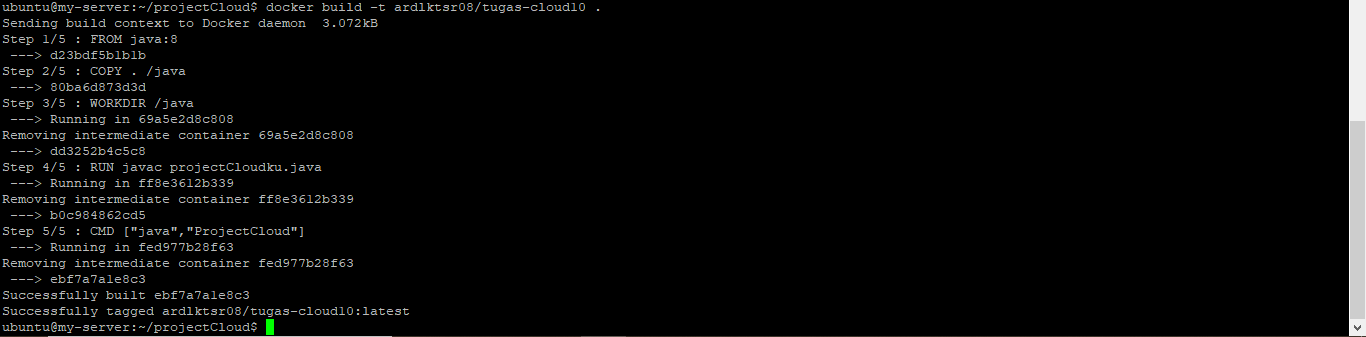 ubuntu@my-server:~/projectCloud$ docker build -t ardlktsr08/tugas-cloud10 .
Sending build context to Docker daemon  3.072kB
Step 1/5 : FROM java:8
 ---> d23bdf5b1b1b
Step 2/5 : COPY . /java
 ---> 80ba6d873d3d
Step 3/5 : WORKDIR /java
 ---> Running in 69a5e2d8c808
Removing intermediate container 69a5e2d8c808
 ---> dd3252b4c5c8
Step 4/5 : RUN javac projectCloudku.java
 ---> Running in ff8e3612b339
Removing intermediate container ff8e3612b339
 ---> b0c984862cd5
Step 5/5 : CMD ["java","ProjectCloud"]
 ---> Running in fed977b28f63
Removing intermediate container fed977b28f63
 ---> ebf7a7a1e8c3
Successfully built ebf7a7a1e8c3
Successfully tagged ardlktsr08/tugas-cloud10:latest
ubuntu@my-server:~/projectCloud$